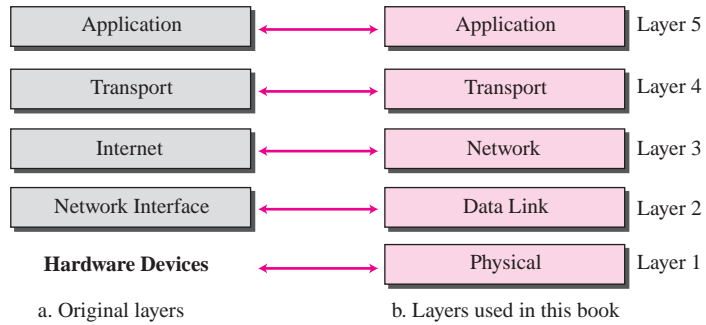 Application Application Layer 5
Transport Transport Layer 4
Internet Network Layer 3
Network Interface Data Link Layer 2
Hardware Devices Physical Layer 1
a. Original layers b. Layers used in this book